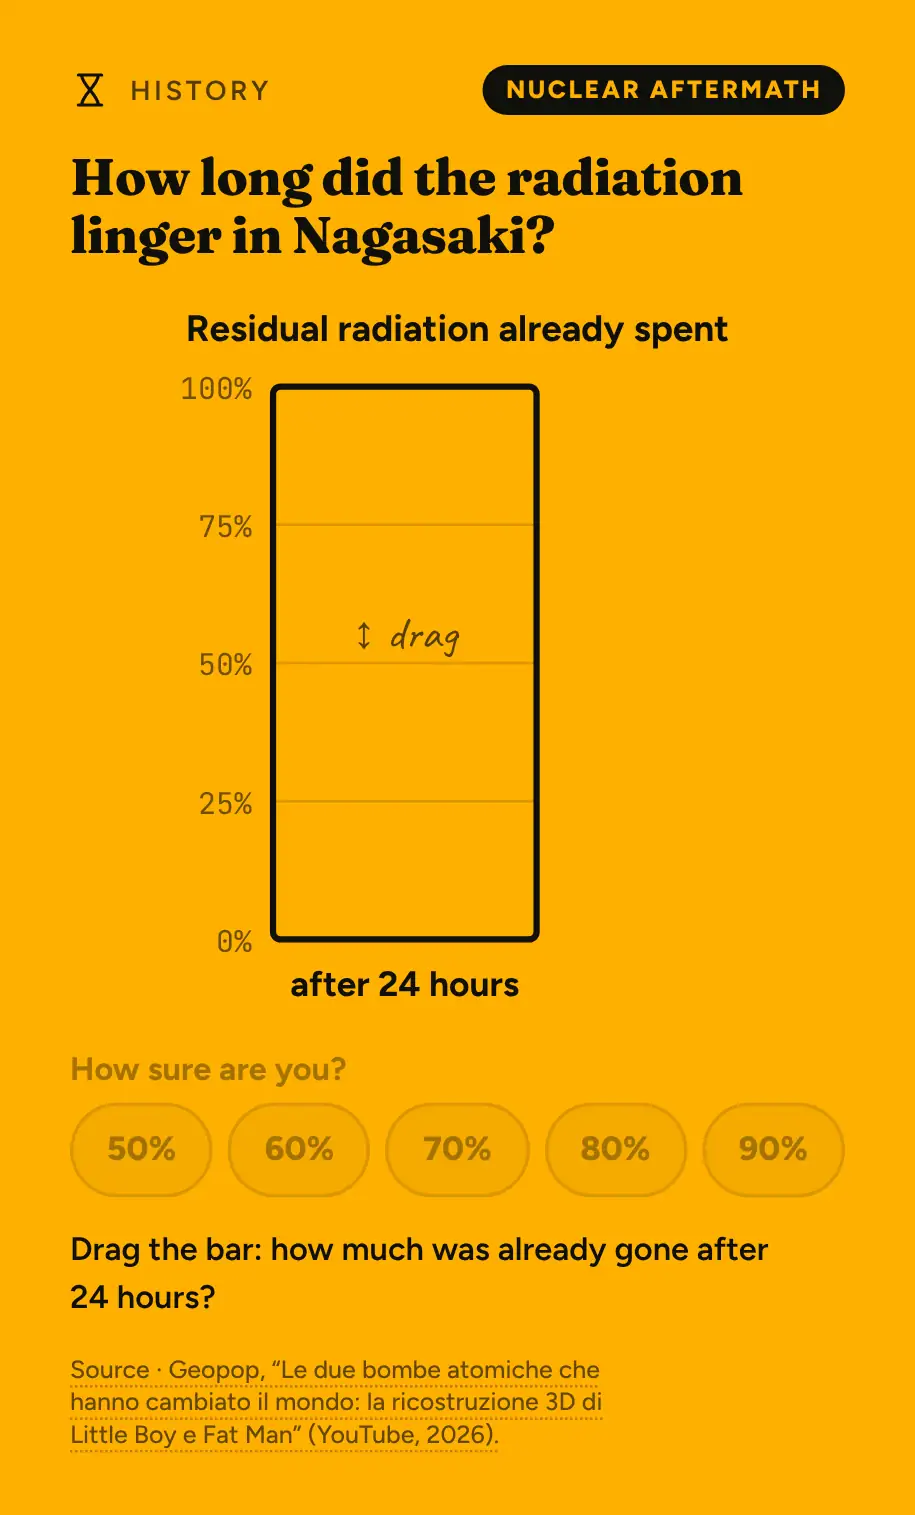 HISTORY
NUCLEAR AFTERMATH
How long did the radiation
linger in Nagasaki?
Residual radiation already spent
100%
75%
↕ drag
50%
25%
0%
after 24 hours
How sure are you?
50% 60% 70% 80% 90%
Drag the bar: how much was already gone after
24 hours?
Source · Geopop, “Le due bombe atomiche che
hanno cambiato il mondo: la ricostruzione 3D di
Little Boy e Fat Man” (YouTube, 2026).